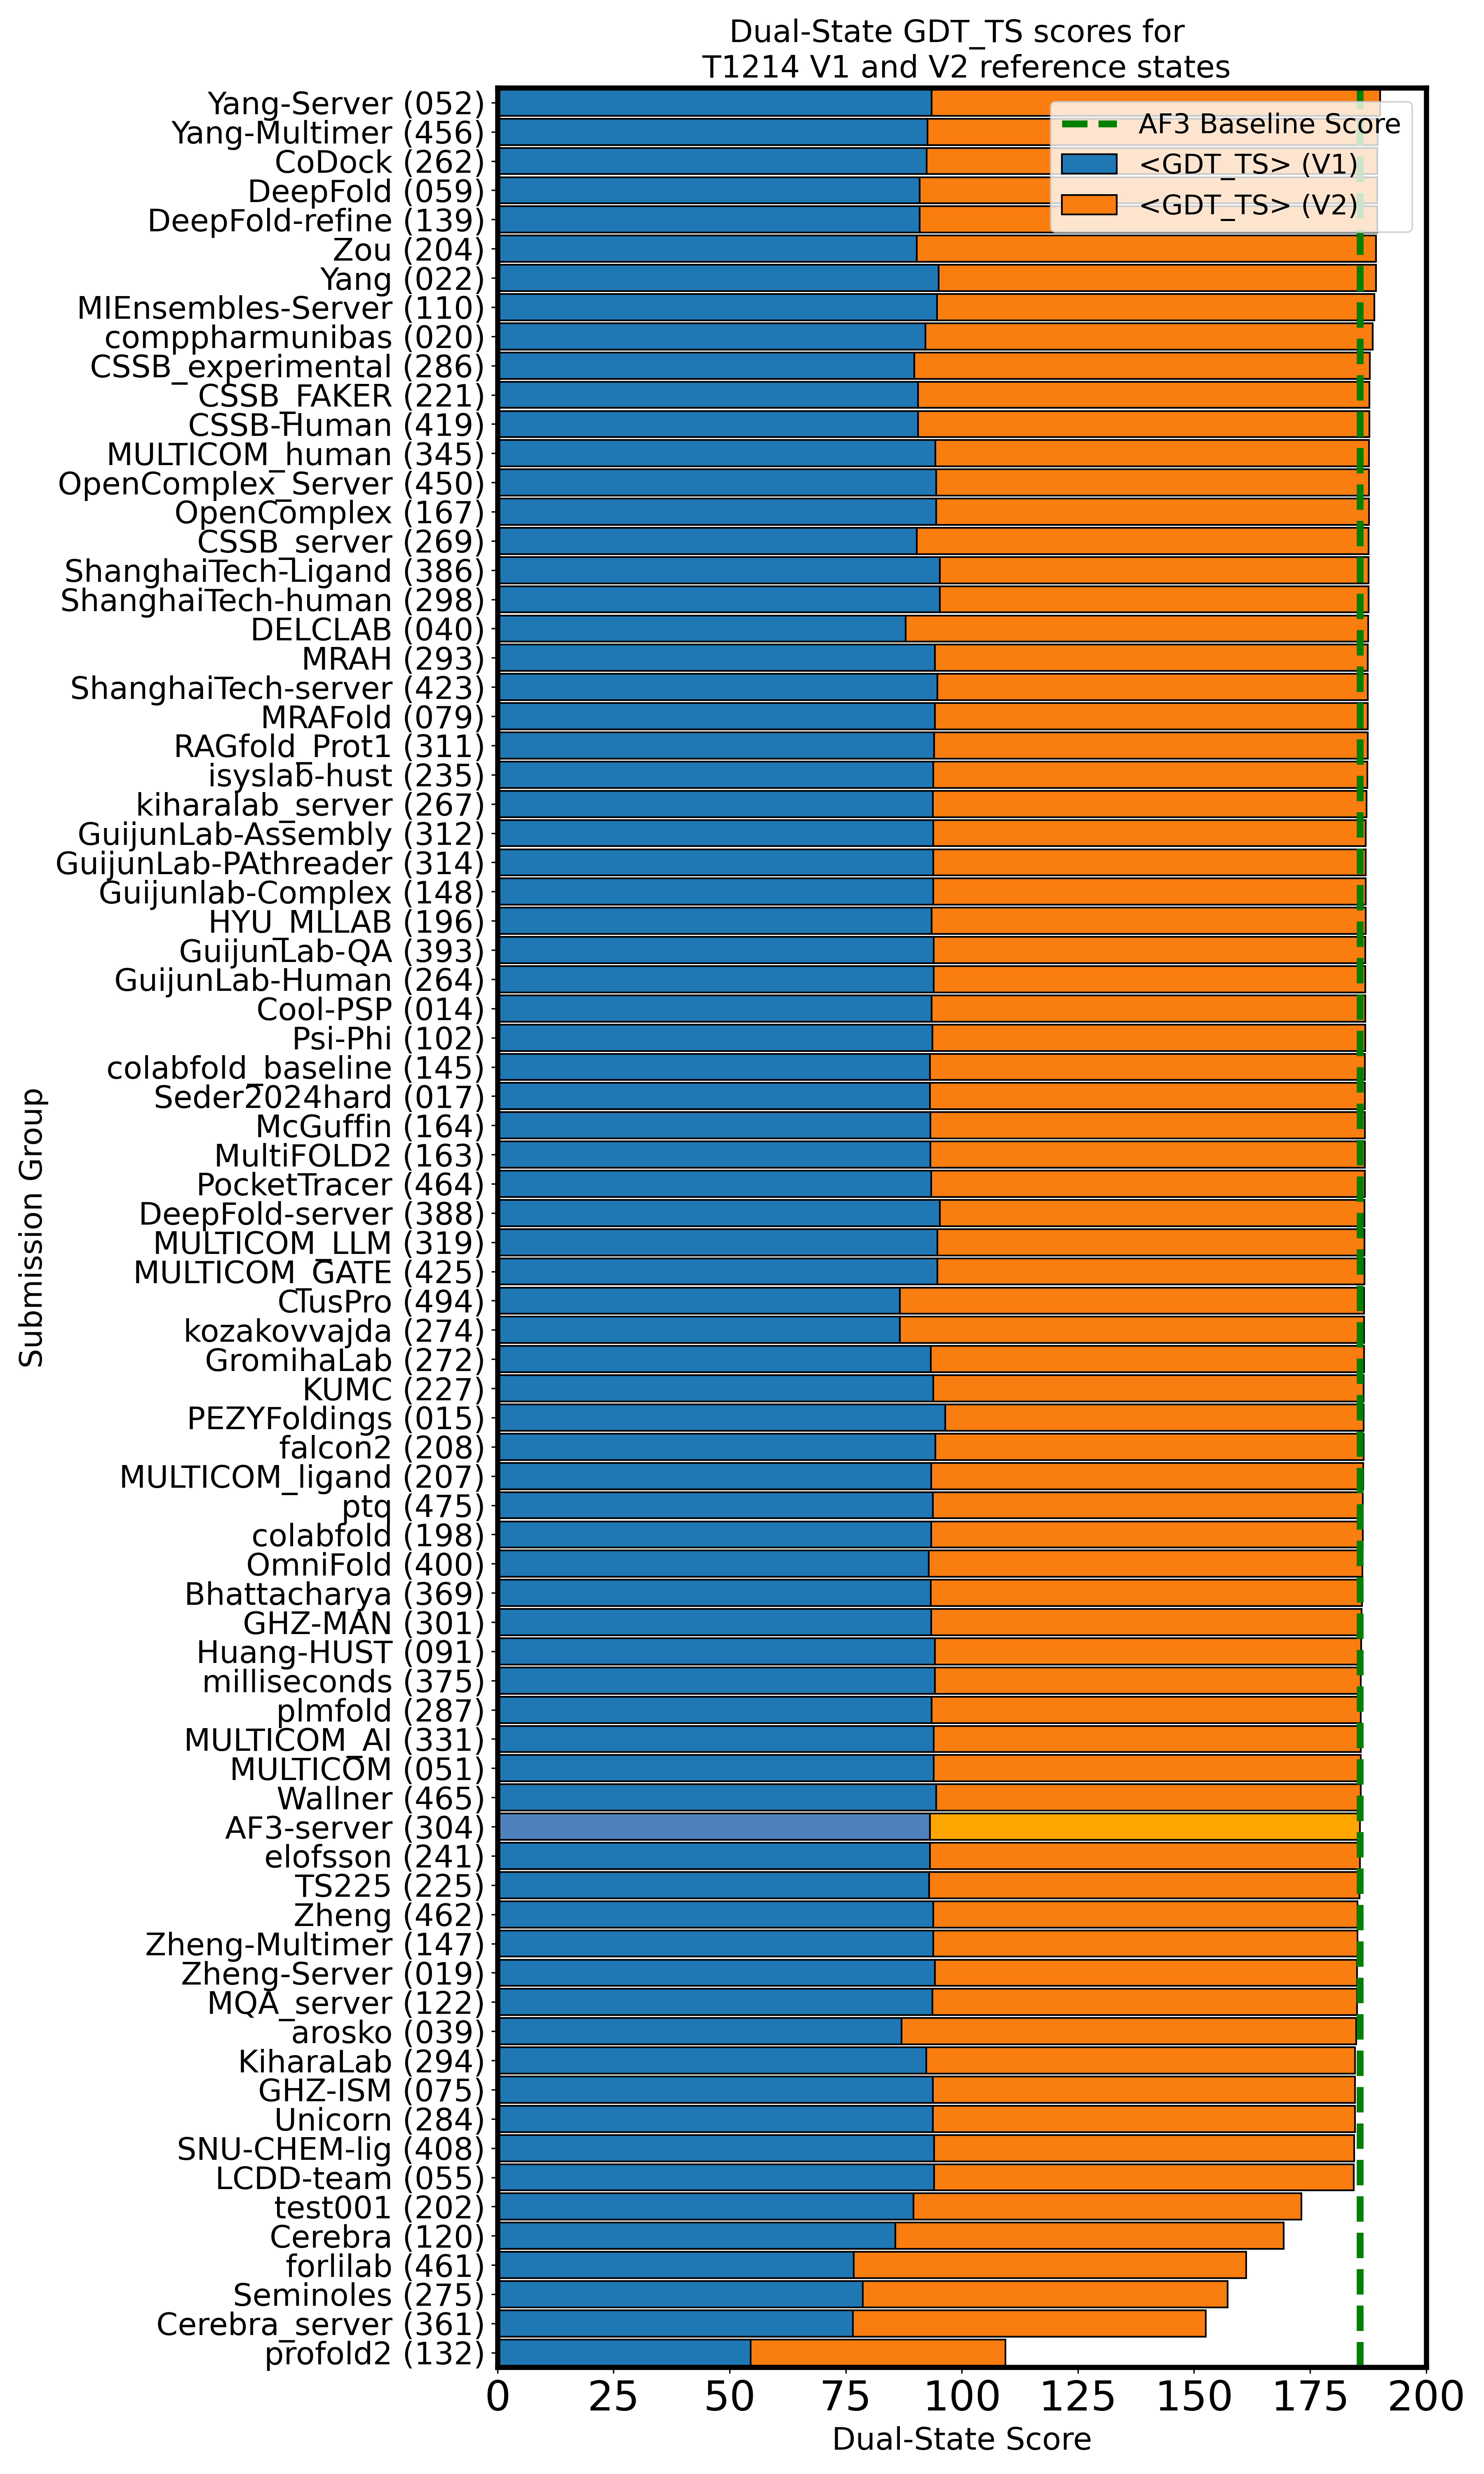 Dual-State GDT_TS scores for
T1214 V1 and V2 reference states
AF3 Baseline Score
<GDT_TS> (V1)
<GDT_TS> (V2)
Submission Group
Yang-Server (052)
Yang-Multimer (456)
CoDock (262)
DeepFold (059)
DeepFold-refine (139)
Zou (204)
Yang (022)
MIEnsembles-Server (110)
comppharmunibas (020)
CSSB_experimental (286)
CSSB_FAKER (221)
CSSB-Human (419)
MULTICOM_human (345)
OpenComplex_Server (450)
OpenComplex (167)
CSSB_server (269)
ShanghaiTech-Ligand (386)
ShanghaiTech-human (298)
DELCLAB (040)
MRAH (293)
ShanghaiTech-server (423)
MRAFold (079)
RAGfold_Prot1 (311)
isyslab-hust (235)
kiharalab_server (267)
GuijunLab-Assembly (312)
GuijunLab-PAthreader (314)
Guijunlab-Complex (148)
HYU_MLLAB (196)
GuijunLab-QA (393)
GuijunLab-Human (264)
Cool-PSP (014)
Psi-Phi (102)
colabfold_baseline (145)
Seder2024hard (017)
McGuffin (164)
MultiFOLD2 (163)
PocketTracer (464)
DeepFold-server (388)
MULTICOM_LLM (319)
MULTICOM_GATE (425)
ClusPro (494)
kozakovvajda (274)
GromihaLab (272)
KUMC (227)
PEZYFoldings (015)
falcon2 (208)
MULTICOM_ligand (207)
ptq (475)
colabfold (198)
OmniFold (400)
Bhattacharya (369)
GHZ-MAN (301)
Huang-HUST (091)
milliseconds (375)
plmfold (287)
MULTICOM_AI (331)
MULTICOM (051)
Wallner (465)
AF3-server (304)
elofsson (241)
TS225 (225)
Zheng (462)
Zheng-Multimer (147)
Zheng-Server (019)
MQA_server (122)
arosko (039)
KiharaLab (294)
GHZ-ISM (075)
Unicorn (284)
SNU-CHEM-lig (408)
LCDD-team (055)
test001 (202)
Cerebra (120)
forlilab (461)
Seminoles (275)
Cerebra_server (361)
profold2 (132)
0 25 50 75 100 125 150 175 200
Dual-State Score